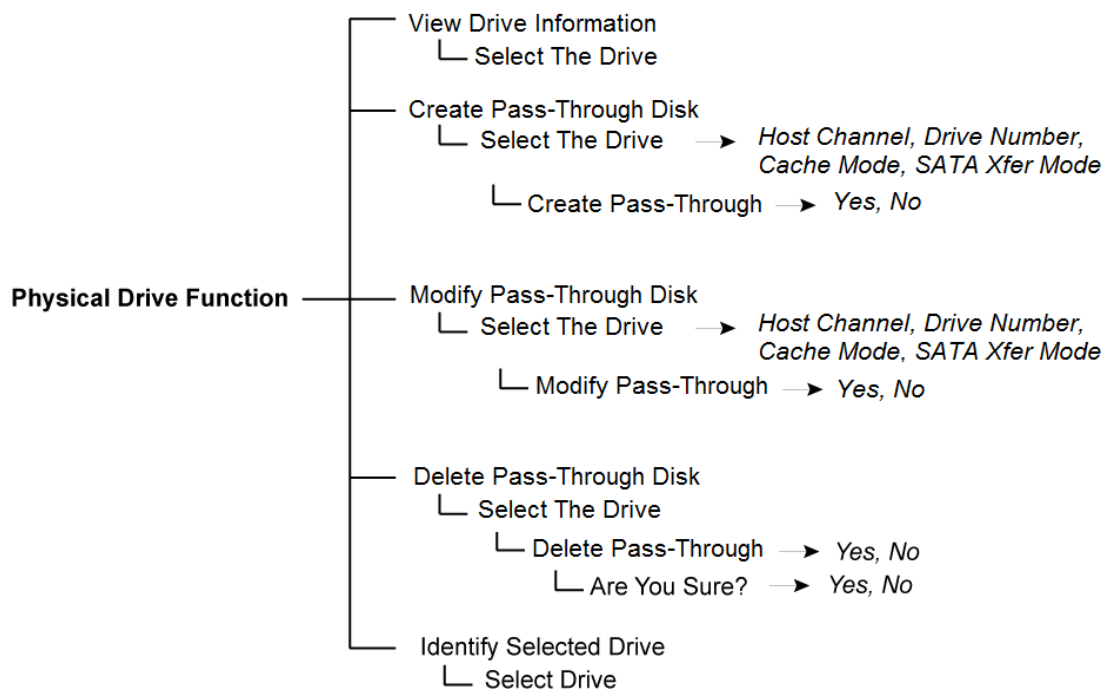 View Drive Information
Select The Drive
Create Pass-Through Disk
Select The Drive
Host Channel, Drive Number,
Cache Mode, SATA Xfer Mode
Create Pass-Through
Yes, No
Physical Drive Function
Modify Pass-Through Disk
Select The Drive
Host Channel, Drive Number,
Cache Mode, SATA Xfer Mode
Modify Pass-Through
Yes, No
Delete Pass-Through Disk
Select The Drive
Delete Pass-Through
Yes, No
Are You Sure?
Yes, No
Identify Selected Drive
Select Drive